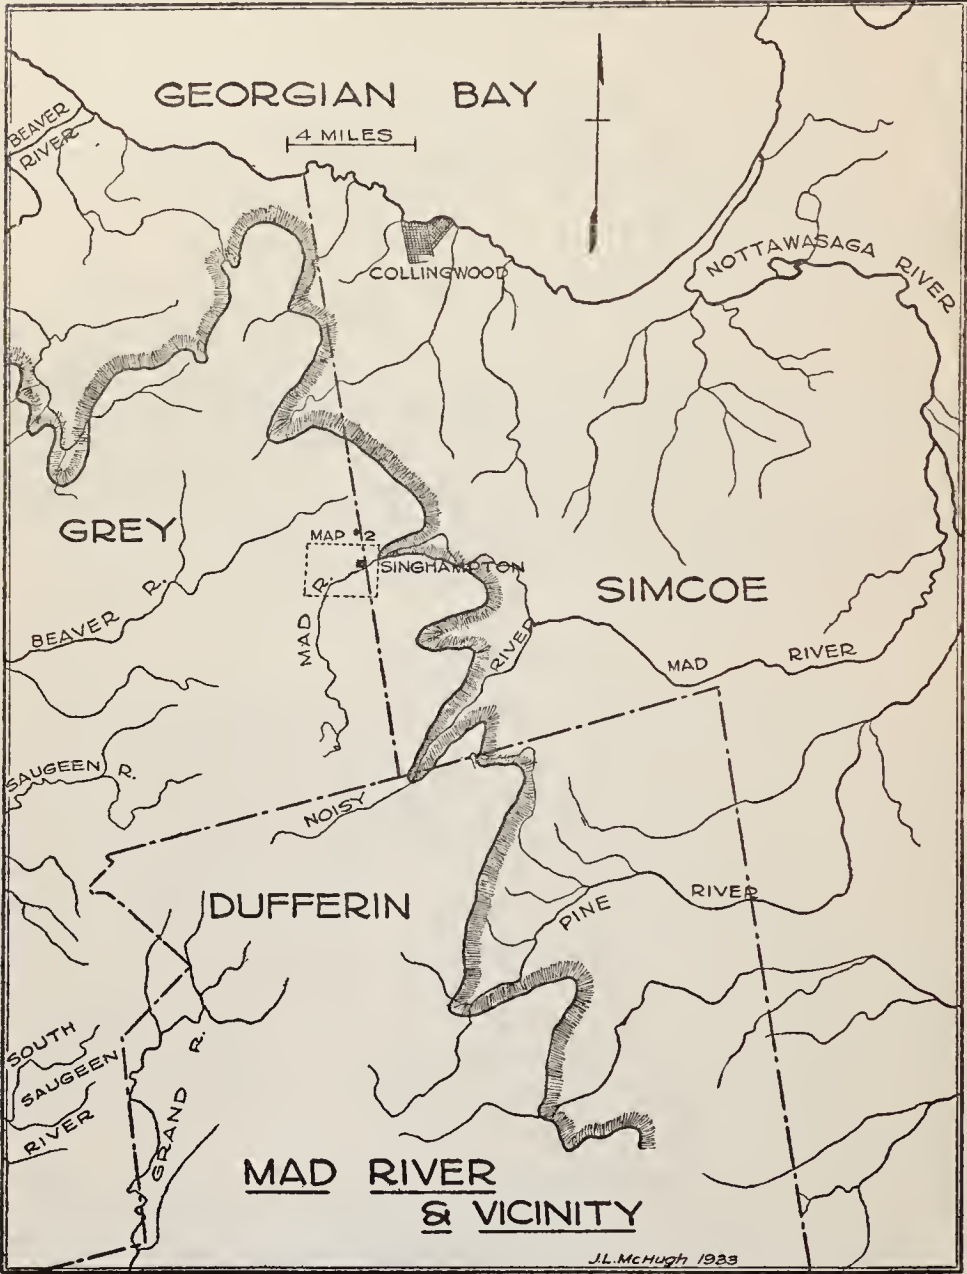 GEORGIAN BAY
4 MILES
BEAVER
RIVER
COLLINGWOOD
NOTTAWASAGA RIVER
GREY
MAP 2
SINGHAMPTON
SIMCOE
BEAVER R.
MAD R.
RIVER
MAD RIVER
SAUGEEN R.
NOISY
DUFFERIN
PINE RIVER
SOUTH
SAUGEEN
RIVER
GRAND R.
MAD RIVER
& VICINITY
J.L.McHugh 1933